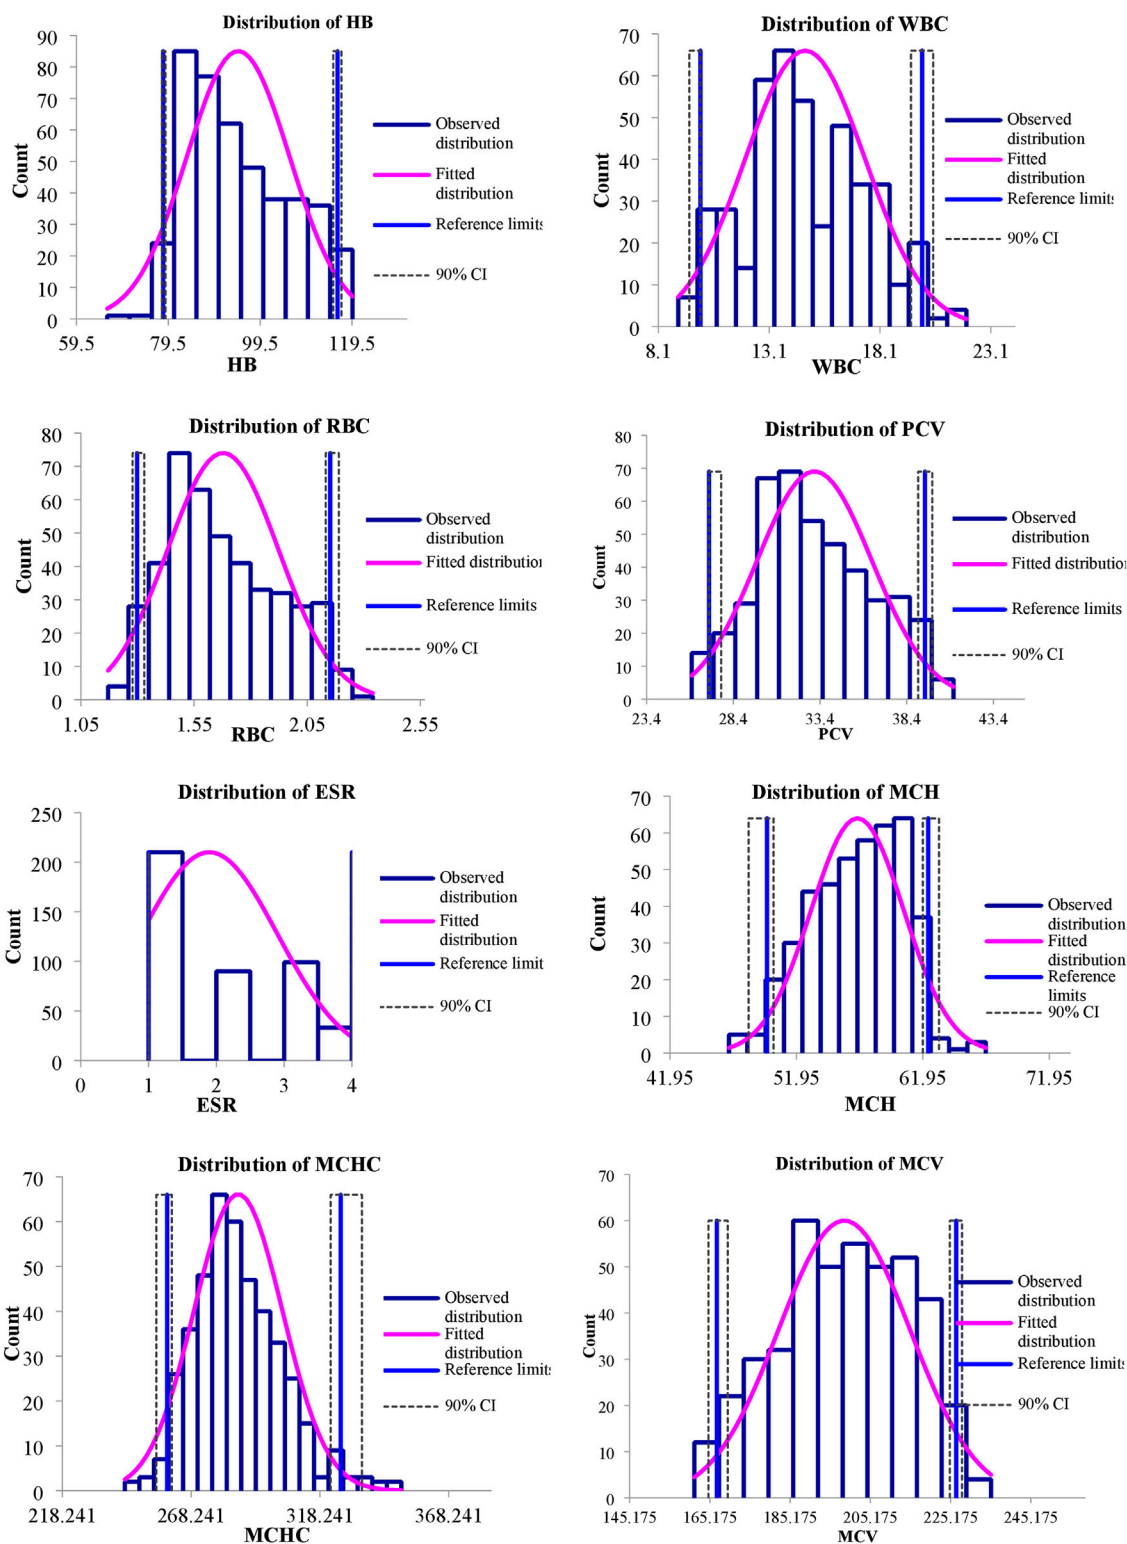 Distribution of HB
90
80
70
60
50
40
30
20
10
0
Count
59.5 79.5 99.5 119.5
HB
Observed
distribution
Fitted
distribution
Reference limits
90% CI
Distribution of WBC
70
60
50
40
30
20
10
0
Count
8.1 13.1 18.1 23.1
WBC
Observed
distribution
Fitted
distribution
Reference limits
90% CI
Distribution of RBC
80
70
60
50
40
30
20
10
0
Count
1.05 1.55 2.05 2.55
RBC
Observed
distribution
Fitted distribution
Reference limits
90% CI
Distribution of PCV
80
70
60
50
40
30
20
10
0
Count
23.4 28.4 33.4 38.4 43.4
PCV
Observed
distribution
Fitted distribution
Reference limits
90% CI
Distribution of ESR
250
200
150
100
50
0
Count
0 1 2 3 4
ESR
Observed
distribution
Fitted
distribution
Reference limit
90% CI
Distribution of MCH
70
60
50
40
30
20
10
0
Count
41.95 51.95 61.95 71.95
MCH
Observed
distribution
Fitted
distribution
Reference
limits
90% CI
Distribution of MCHC
70
60
50
40
30
20
10
0
Count
218.241 268.241 318.241 368.241
MCHC
Observed
distribution
Fitted
distribution
Reference limits
90% CI
Distribution of MCV
70
60
50
40
30
20
10
0
Count
145.175 165.175 185.175 205.175 225.175 245.175
MCV
Observed
distribution
Fitted
distribution
Reference limits
90% CI